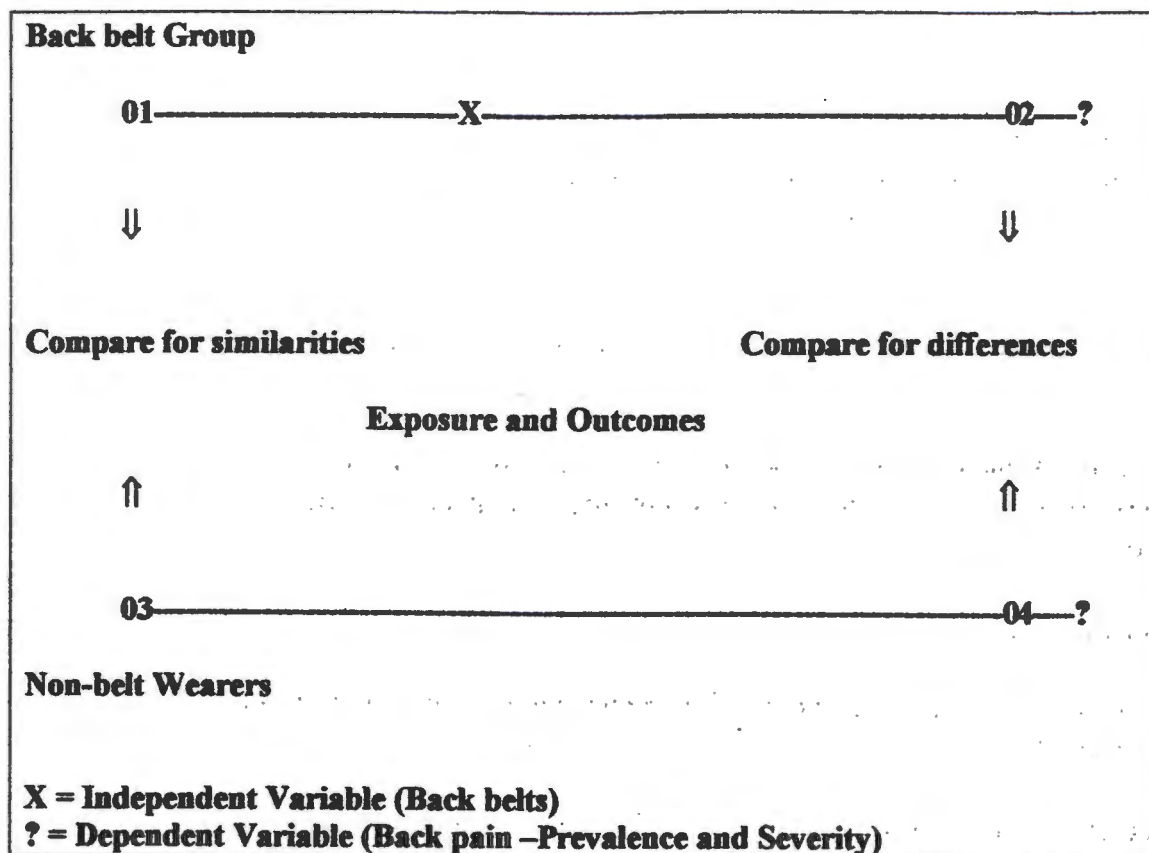 Back belt Group
01 X 02 ?
⇓ ⇓
Compare for similarities Compare for differences
Exposure and Outcomes
⇑ ⇑
03 04 ?
Non-belt Wearers
X = Independent Variable (Back belts)
? = Dependent Variable (Back pain –Prevalence and Severity)